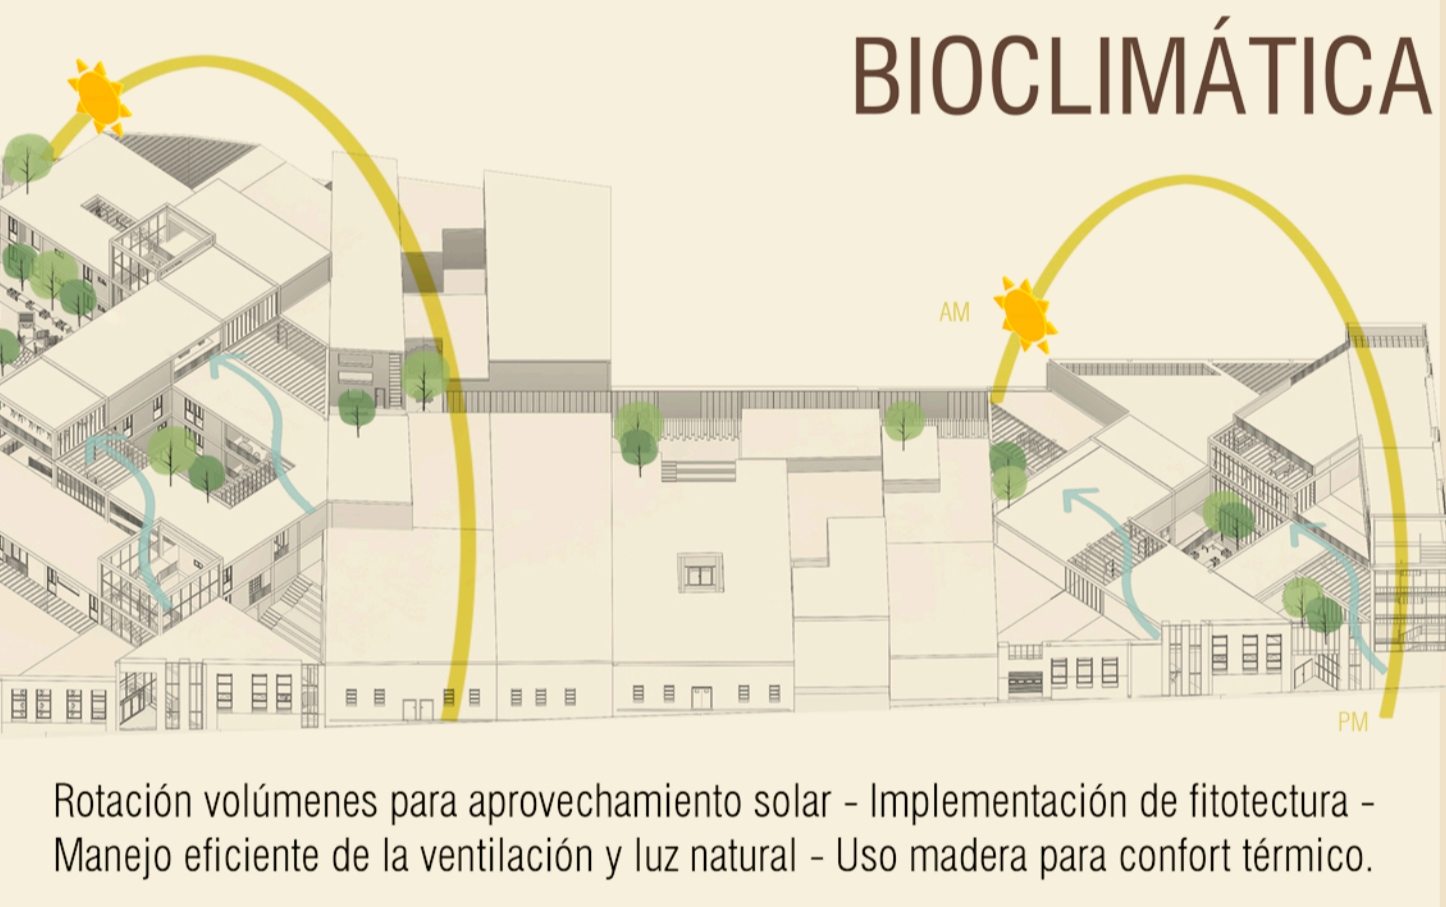 BIOCLIMÁTICA
AM
PM
Rotación volúmenes para aprovechamiento solar - Implementación de fitotectura -
Manejo eficiente de la ventilación y luz natural - Uso madera para confort térmico.